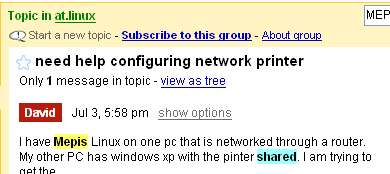 Topic in at.linux
MEPIS
Start a new topic - Subscribe to this group - About group
need help configuring network printer
Only 1 message in topic - view as tree
David Jul 3, 5:58 pm show options
I have Mepis Linux on one pc that is networked through a router.
My other PC has windows xp with the pinter shared. I am trying to
get the